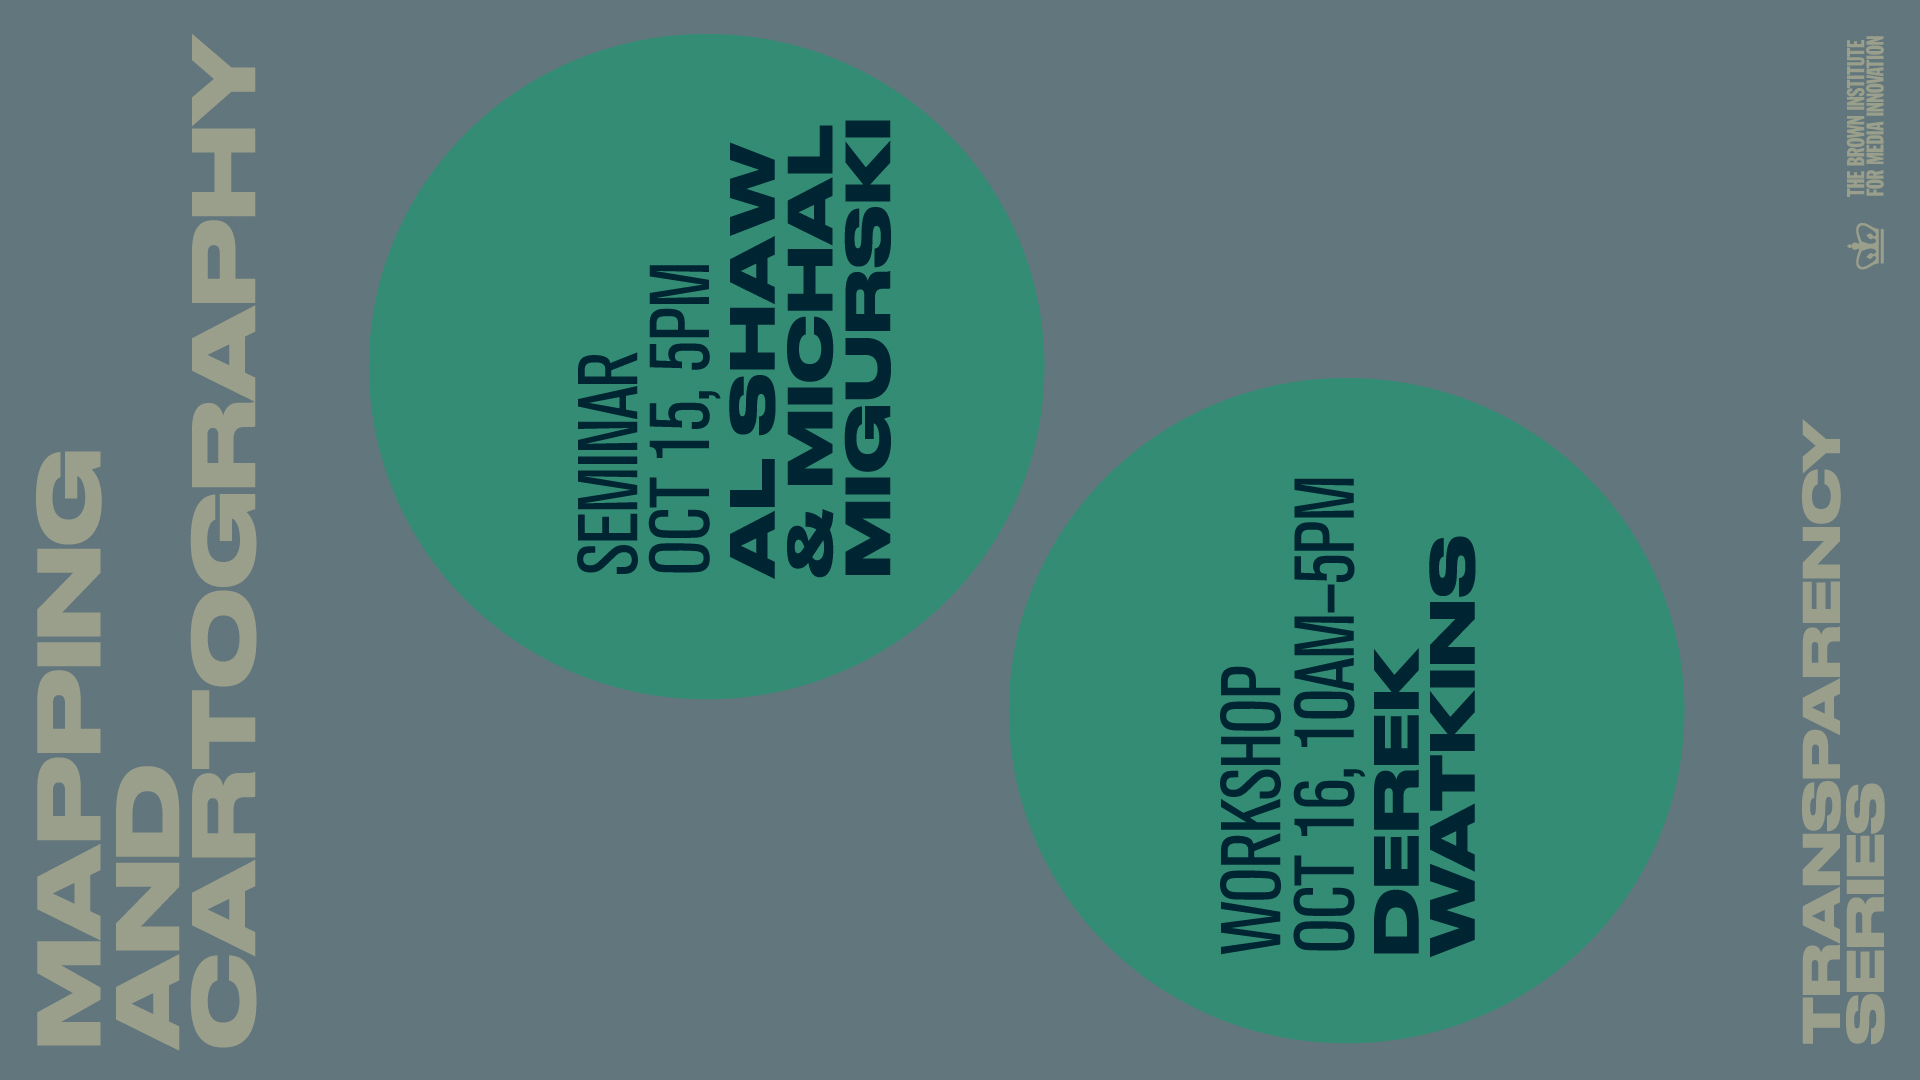 MAPPING
AND
CARTOGRAPHY
SEMINAR
OCT 15, 5PM
AL SHAW
& MICHAL
MIGURSKI
WORKSHOP
OCT 16, 10AM–5PM
DEREK
WATKINS
TRANSPARENCY
SERIES
THE BROWN INSTITUTE
FOR MEDIA INNOVATION